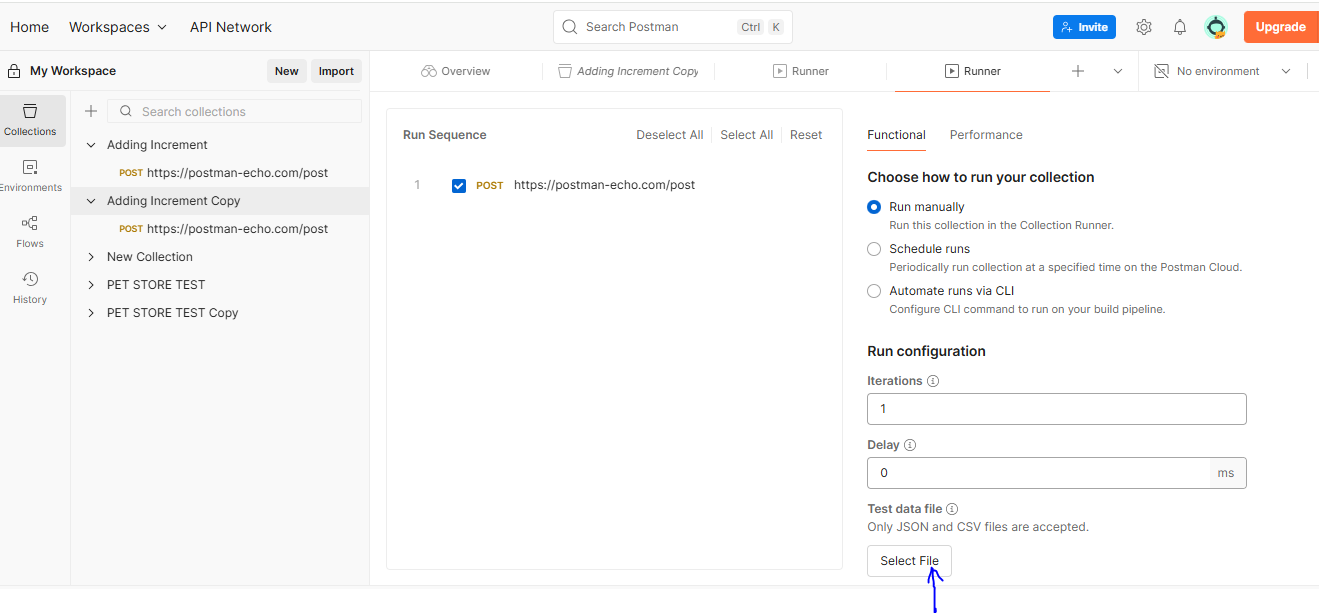 Home Workspaces API Network Search Postman Ctrl K Invite Upgrade
My Workspace New Import Overview Adding Increment Copy Runner Runner No environment
Collections
Environments
Flows
History
Search collections
Adding Increment
POST https://postman-echo.com/post
Adding Increment Copy
POST https://postman-echo.com/post
New Collection
PET STORE TEST
PET STORE TEST Copy
Run Sequence Deselect All Select All Reset
1 POST https://postman-echo.com/post
Functional Performance
Choose how to run your collection
Run manually
Run this collection in the Collection Runner.
Schedule runs
Periodically run collection at a specified time on the Postman Cloud.
Automate runs via CLI
Configure CLI command to run on your build pipeline.
Run configuration
Iterations
1
Delay
0 ms
Test data file
Only JSON and CSV files are accepted.
Select File